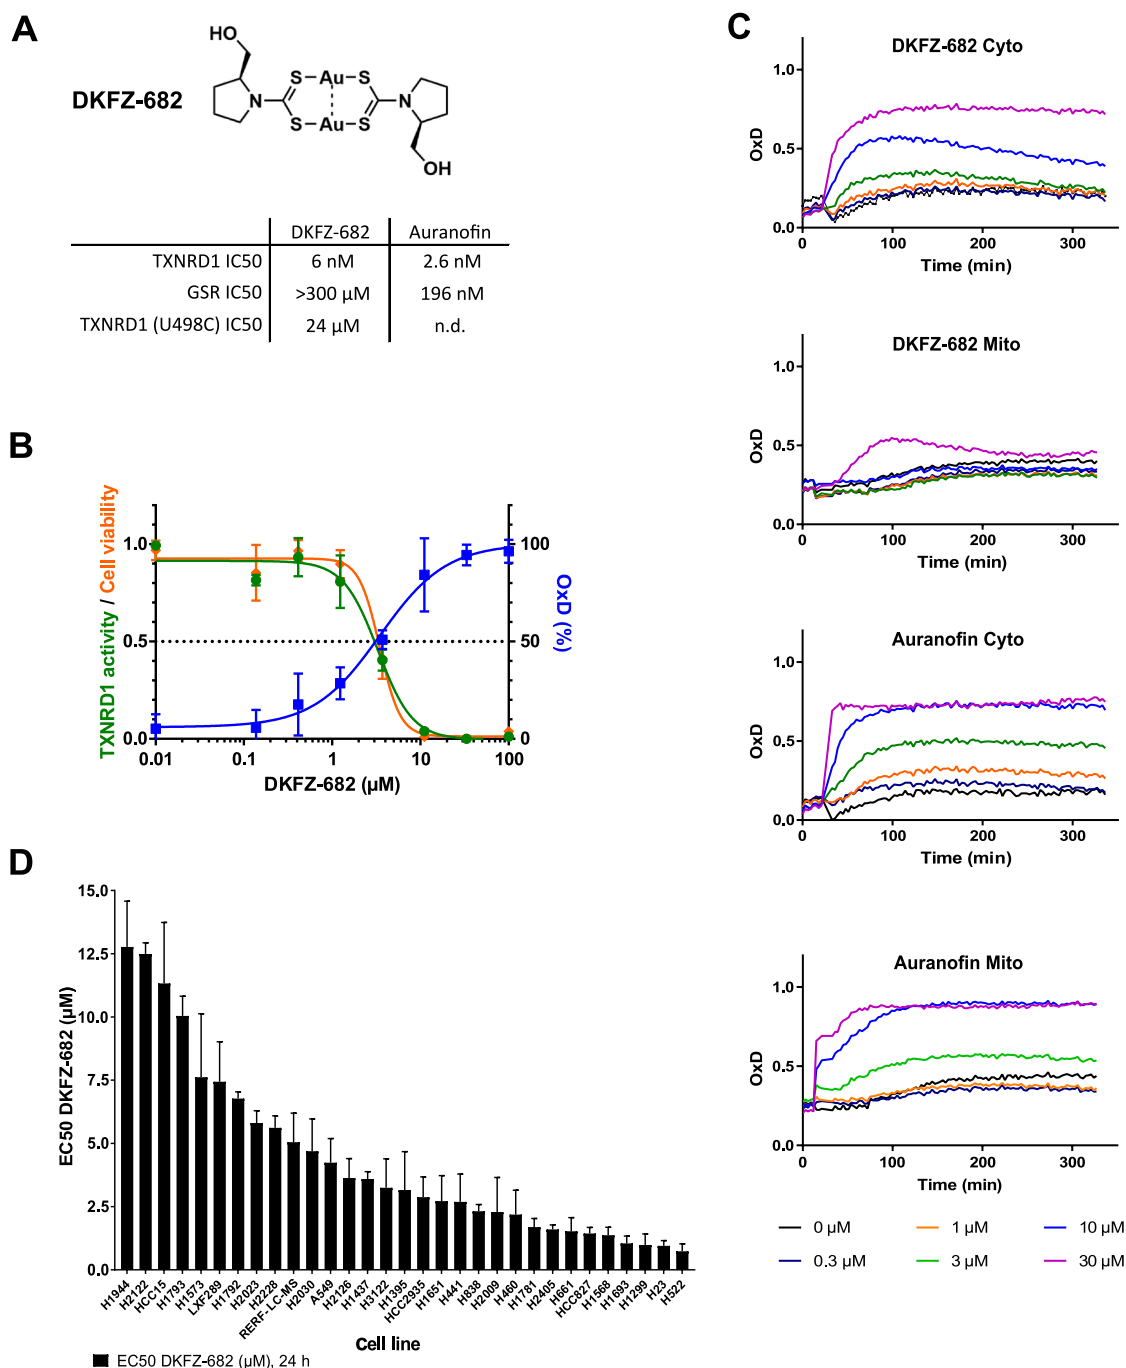 A
DKFZ-682
HO
S Au S
N N
S Au S
OH
DKFZ-682 Auranofin
TXNRD1 IC50 6 nM 2.6 nM
GSR IC50 >300 µM 196 nM
TXNRD1 (U498C) IC50 24 µM n.d.
B
TXNRD1 activity / Cell viability
1.0
0.5
0.0
100
50
0
OxD (%)
0.01 0.1 1 10 100
DKFZ-682 (µM)
C
DKFZ-682 Cyto
OxD
1.0
0.5
0.0
0 100 200 300
Time (min)
DKFZ-682 Mito
OxD
1.0
0.5
0.0
0 100 200 300
Time (min)
Auranofin Cyto
OxD
1.0
0.5
0.0
0 100 200 300
Time (min)
Auranofin Mito
OxD
1.0
0.5
0.0
0 100 200 300
Time (min)
0 µM 1 µM 10 µM
0.3 µM 3 µM 30 µM
D
EC50 DKFZ-682 (µM)
15.0
12.5
10.0
7.5
5.0
2.5
0.0
H1944 H2122 HCC15 H1793 H1573 LXF289 H1792 H2023 H2228 RERF-LC-MS H2030 A549 H2126 H1437 H3122 H1395 HCC2935 H1651 H441 H838 H2009 H460 H1781 H2405 H661 HCC827 H1568 H1693 H1299 H23 H522
Cell line
EC50 DKFZ-682 (µM), 24 h